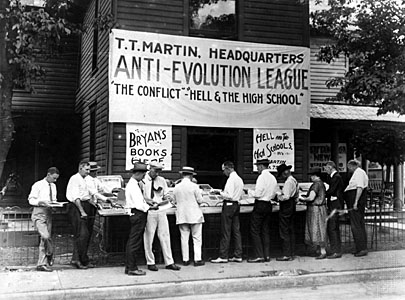 T.T. MARTIN, HEADQUARTERS
ANTI-EVOLUTION LEAGUE
"THE CONFLICT"-"HELL & THE HIGH SCHOOL"
BRYAN'S
BOOKS
HERE
HELL AND THE
HIGH SCHOOLS
MARTIN